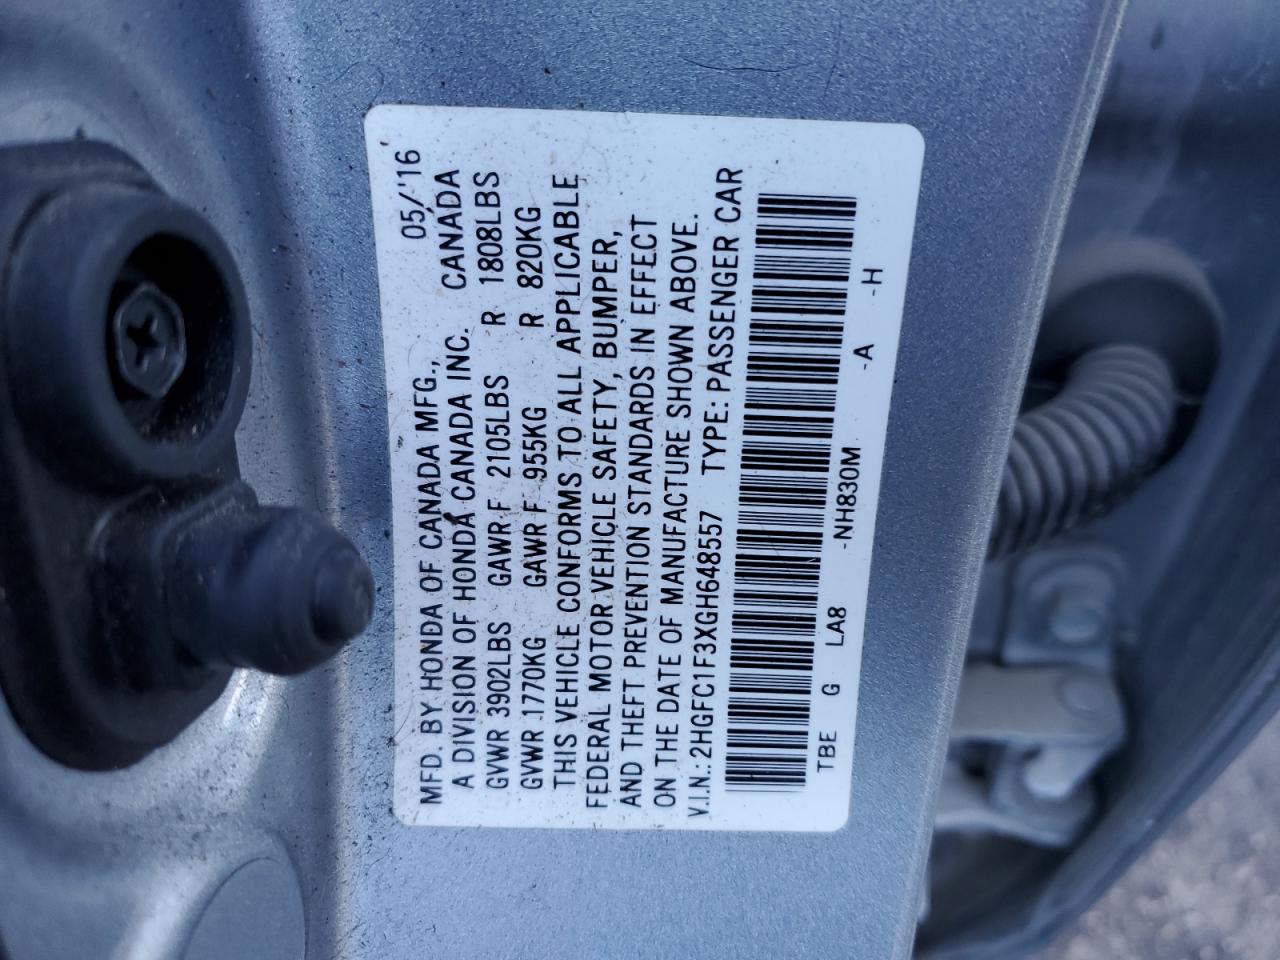 MFD. BY HONDA OF CANADA MFG., 05/'16
A DIVISION OF HONDA CANADA INC. CANADA
GVWR 3902LBS GAWR F 2105LBS R 1808LBS
GVWR 1770KG GAWR F 955KG R 820KG
THIS VEHICLE CONFORMS TO ALL APPLICABLE
FEDERAL MOTOR VEHICLE SAFETY, BUMPER,
AND THEFT PREVENTION STANDARDS IN EFFECT
ON THE DATE OF MANUFACTURE SHOWN ABOVE.
V.I.N.: 2HGFC1F3XGH648557 TYPE: PASSENGER CAR
TBE G LA8 -NH830M -A -H